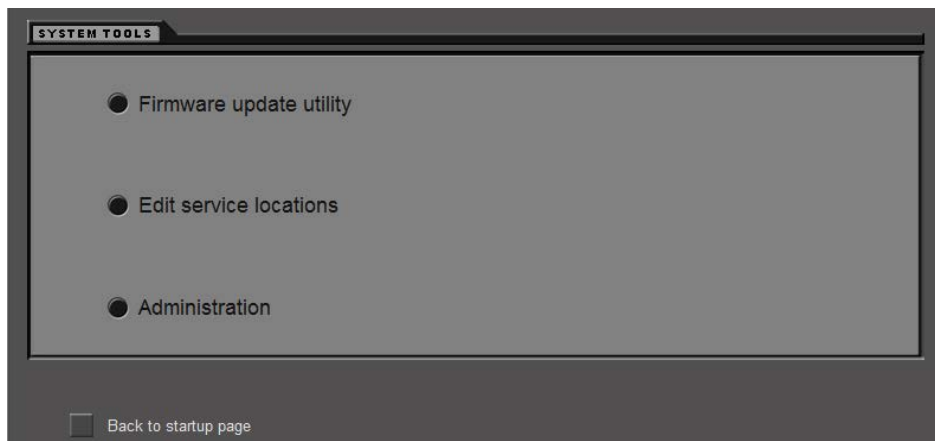 SYSTEM TOOLS
Firmware update utility
Edit service locations
Administration
Back to startup page